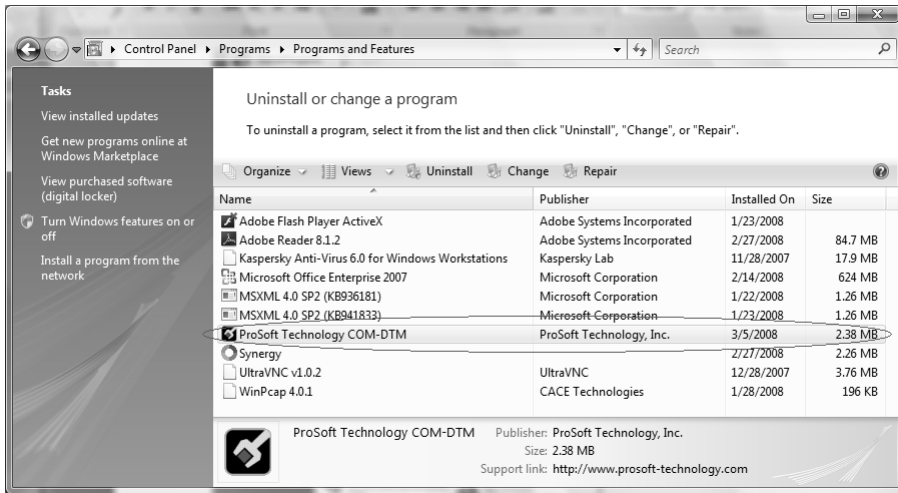 Control Panel ▸ Programs ▸ Programs and Features
Search
Tasks
View installed updates
Get new programs online at
Windows Marketplace
View purchased software
(digital locker)
Turn Windows features on or
off
Install a program from the
network
Uninstall or change a program
To uninstall a program, select it from the list and then click "Uninstall", "Change", or "Repair".
Organize Views Uninstall Change Repair
Name Publisher Installed On Size
Adobe Flash Player ActiveX Adobe Systems Incorporated 1/23/2008
Adobe Reader 8.1.2 Adobe Systems Incorporated 2/27/2008 84.7 MB
Kaspersky Anti-Virus 6.0 for Windows Workstations Kaspersky Lab 11/28/2007 17.9 MB
Microsoft Office Enterprise 2007 Microsoft Corporation 2/14/2008 624 MB
MSXML 4.0 SP2 (KB936181) Microsoft Corporation 1/22/2008 1.26 MB
MSXML 4.0 SP2 (KB941833) Microsoft Corporation 1/23/2008 1.26 MB
ProSoft Technology COM-DTM ProSoft Technology, Inc. 3/5/2008 2.38 MB
Synergy 2/27/2008 2.26 MB
UltraVNC v1.0.2 UltraVNC 12/28/2007 3.76 MB
WinPcap 4.0.1 CACE Technologies 1/28/2008 196 KB
ProSoft Technology COM-DTM Publisher: ProSoft Technology, Inc.
Size: 2.38 MB
Support link: http://www.prosoft-technology.com